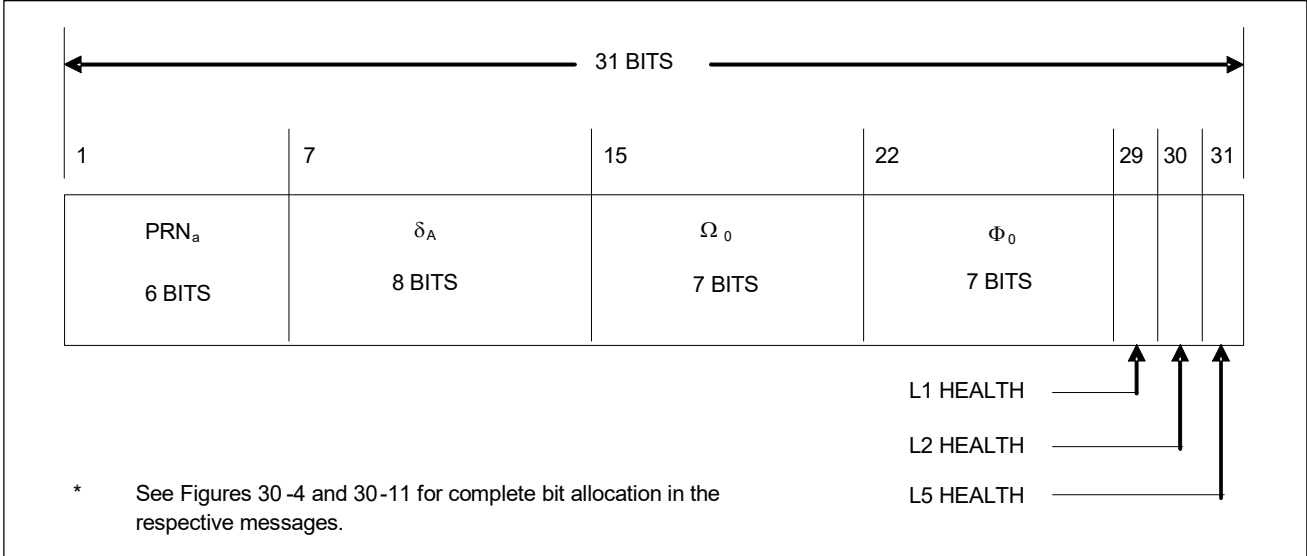 31 BITS
1 7 15 22 29 30 31
PRNa δA Ω0 Φ0
6 BITS 8 BITS 7 BITS 7 BITS
L1 HEALTH
L2 HEALTH
L5 HEALTH
* See Figures 30-4 and 30-11 for complete bit allocation in the
respective messages.